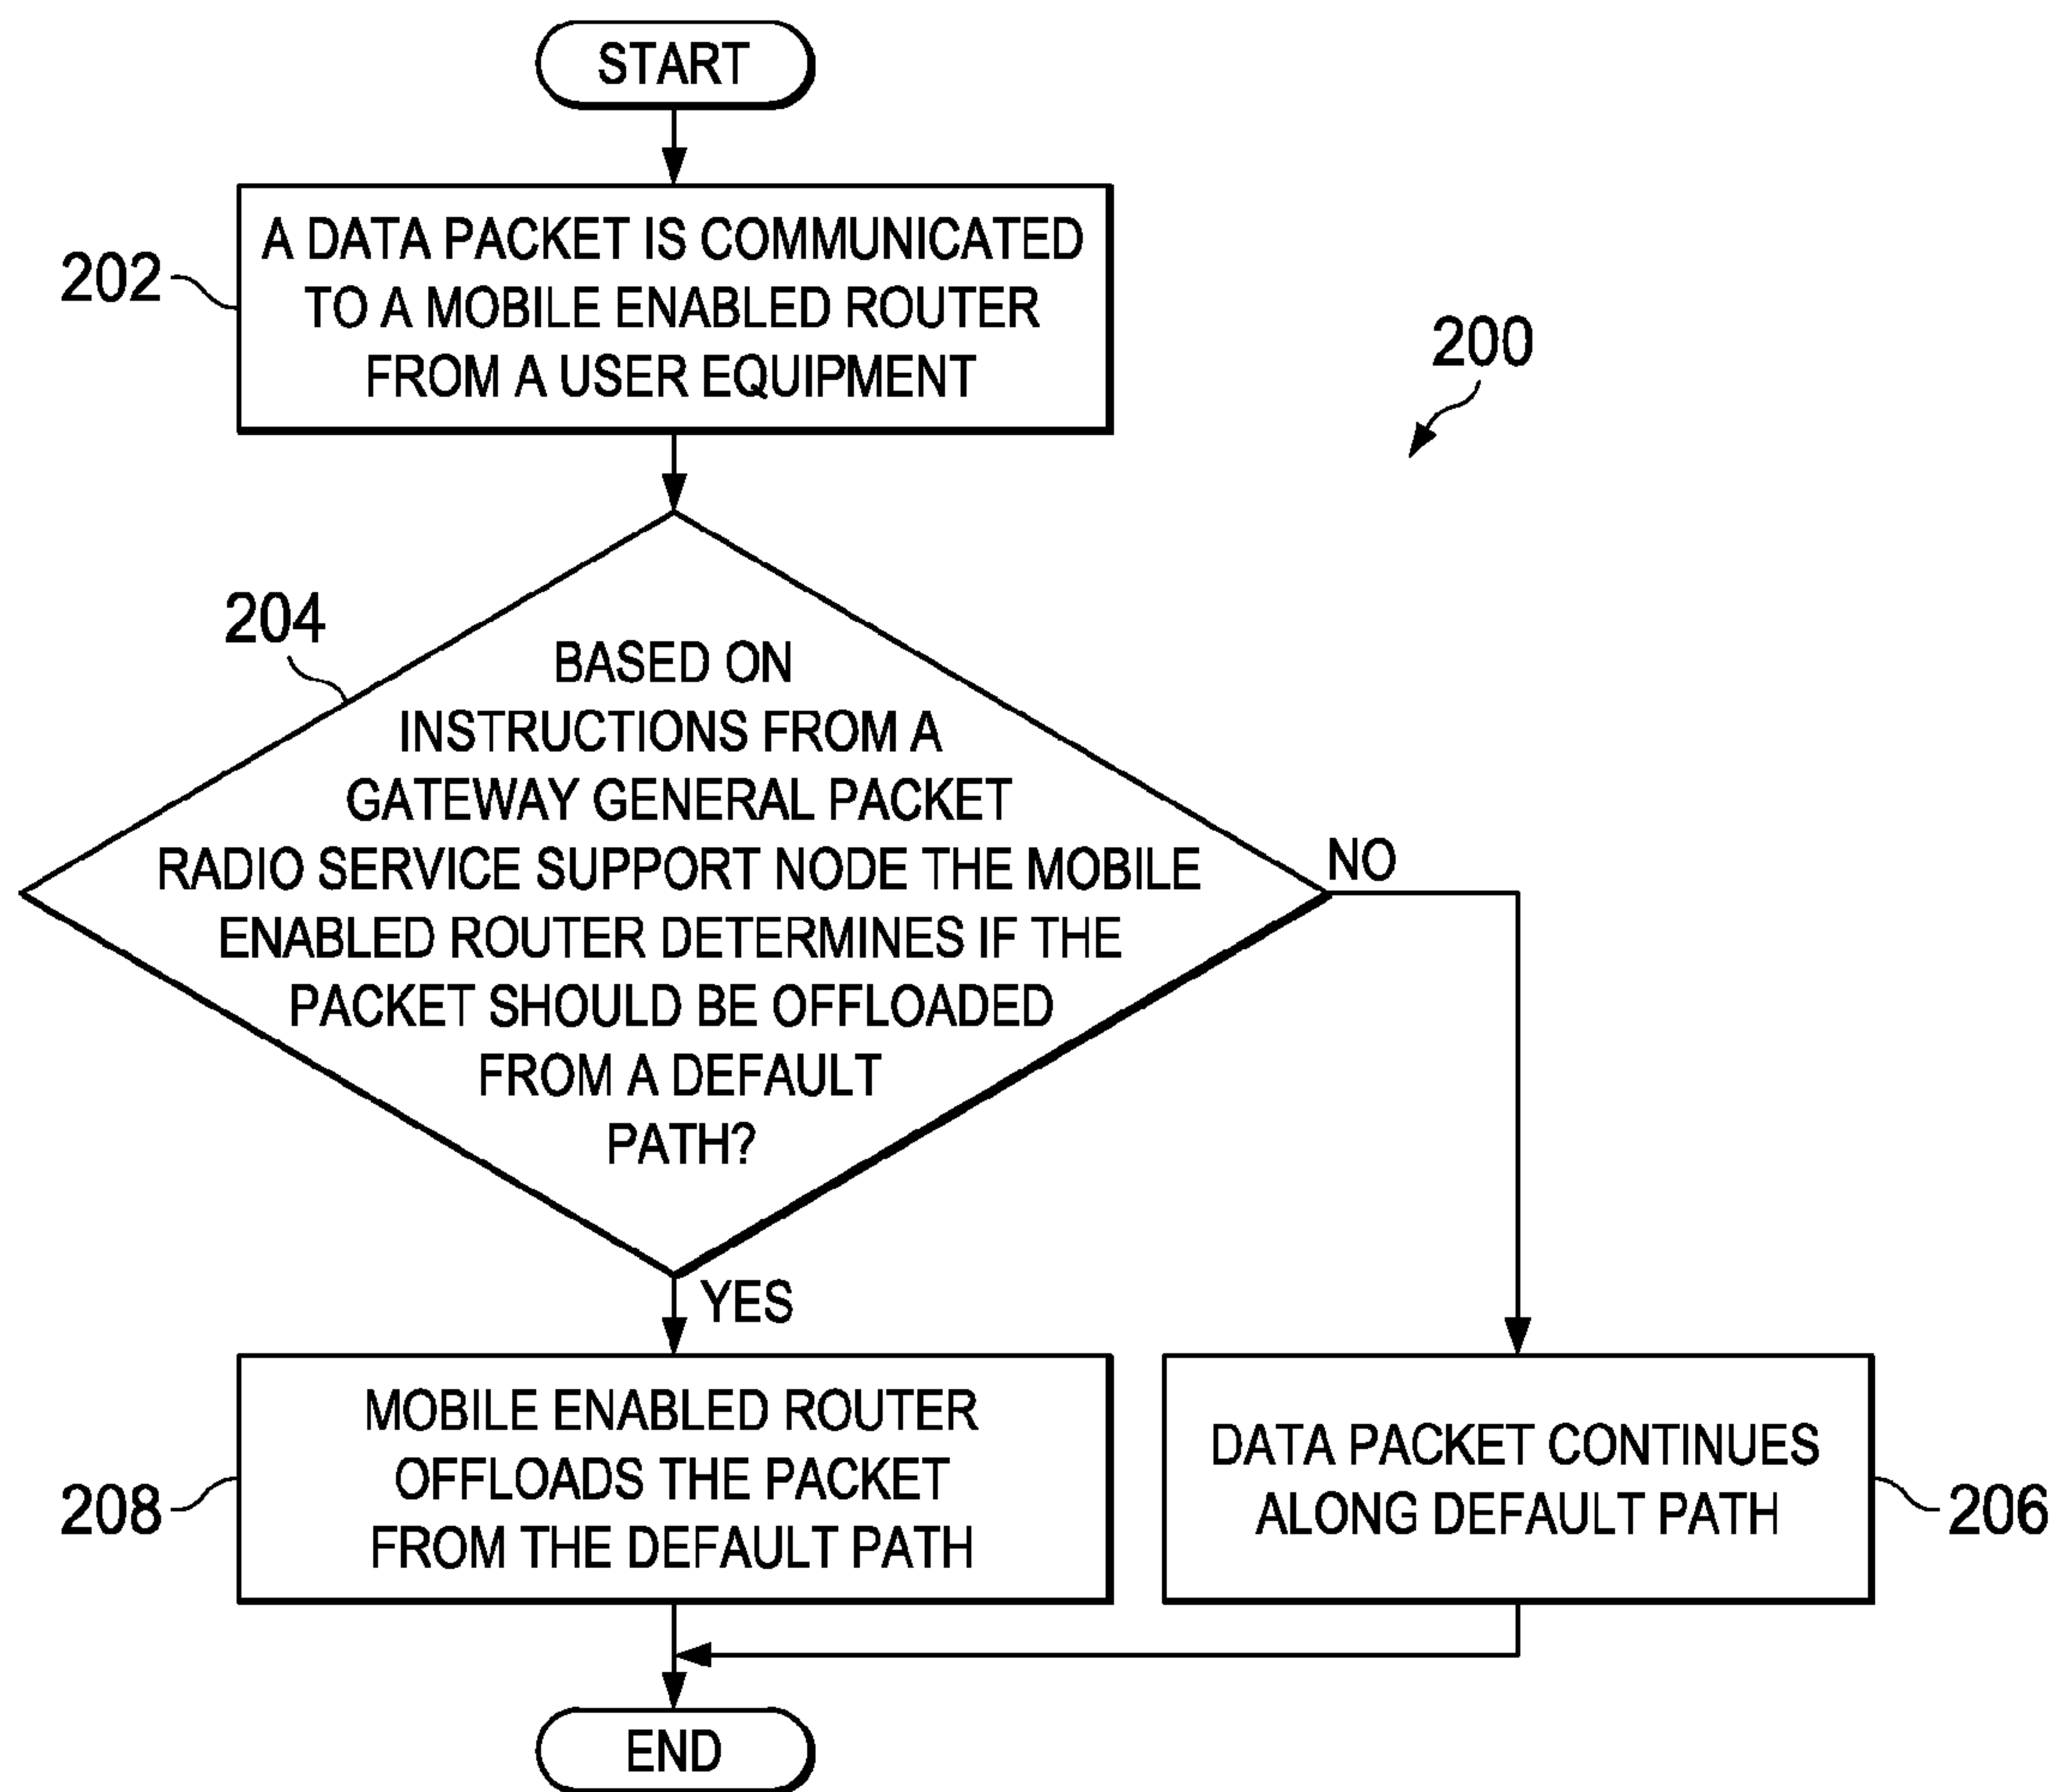 START
202
A DATA PACKET IS COMMUNICATED
TO A MOBILE ENABLED ROUTER
FROM A USER EQUIPMENT
200
204
BASED ON
INSTRUCTIONS FROM A
GATEWAY GENERAL PACKET
RADIO SERVICE SUPPORT NODE THE MOBILE
ENABLED ROUTER DETERMINES IF THE
PACKET SHOULD BE OFFLOADED
FROM A DEFAULT
PATH?
NO
YES
208
MOBILE ENABLED ROUTER
OFFLOADS THE PACKET
FROM THE DEFAULT PATH
DATA PACKET CONTINUES
ALONG DEFAULT PATH
206
END